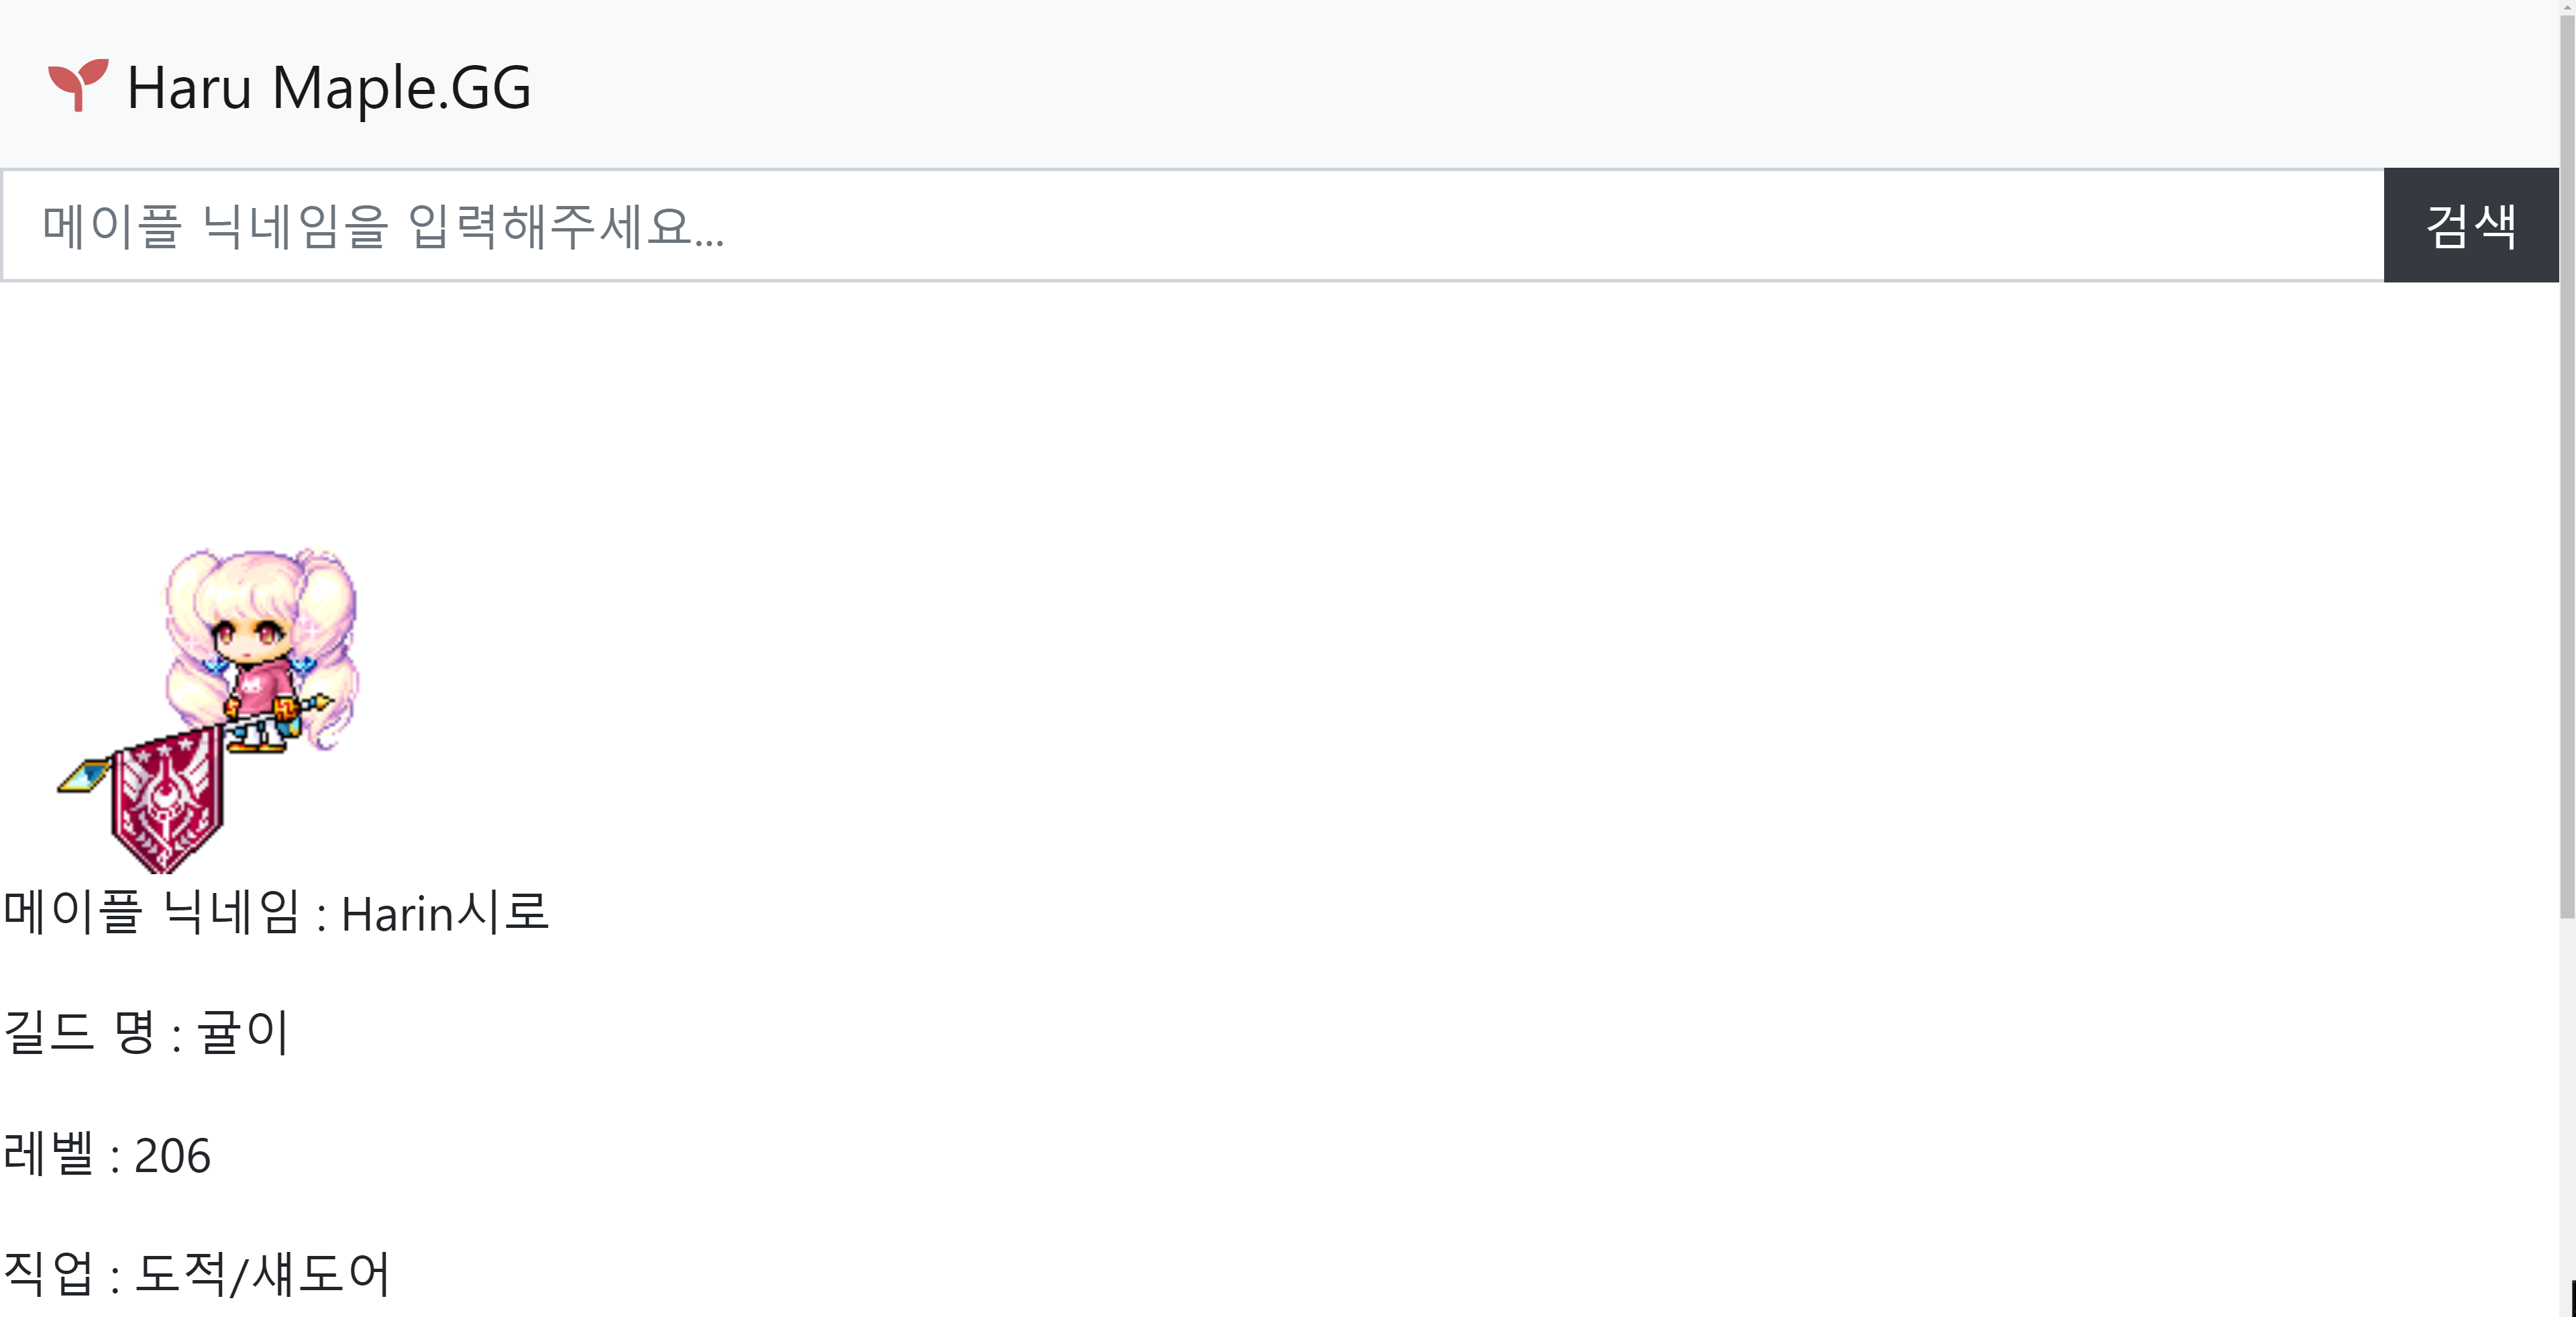 Haru Maple.GG
메이플 닉네임을 입력해주세요...
검색
메이플 닉네임 : Harin시로
길드 명 : 귤이
레벨 : 206
직업 : 도적/섀도어